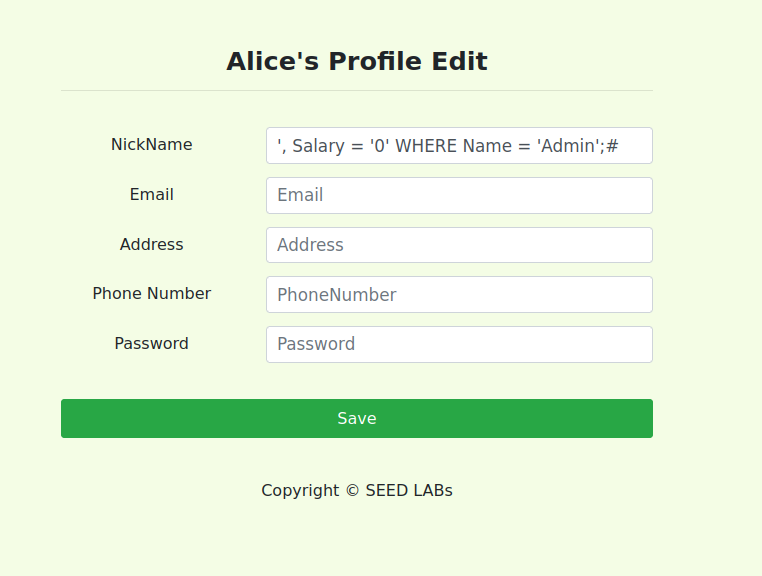 Alice's Profile Edit
NickName ', Salary = '0' WHERE Name = 'Admin';#
Email Email
Address Address
Phone Number PhoneNumber
Password Password
Save
Copyright © SEED LABs